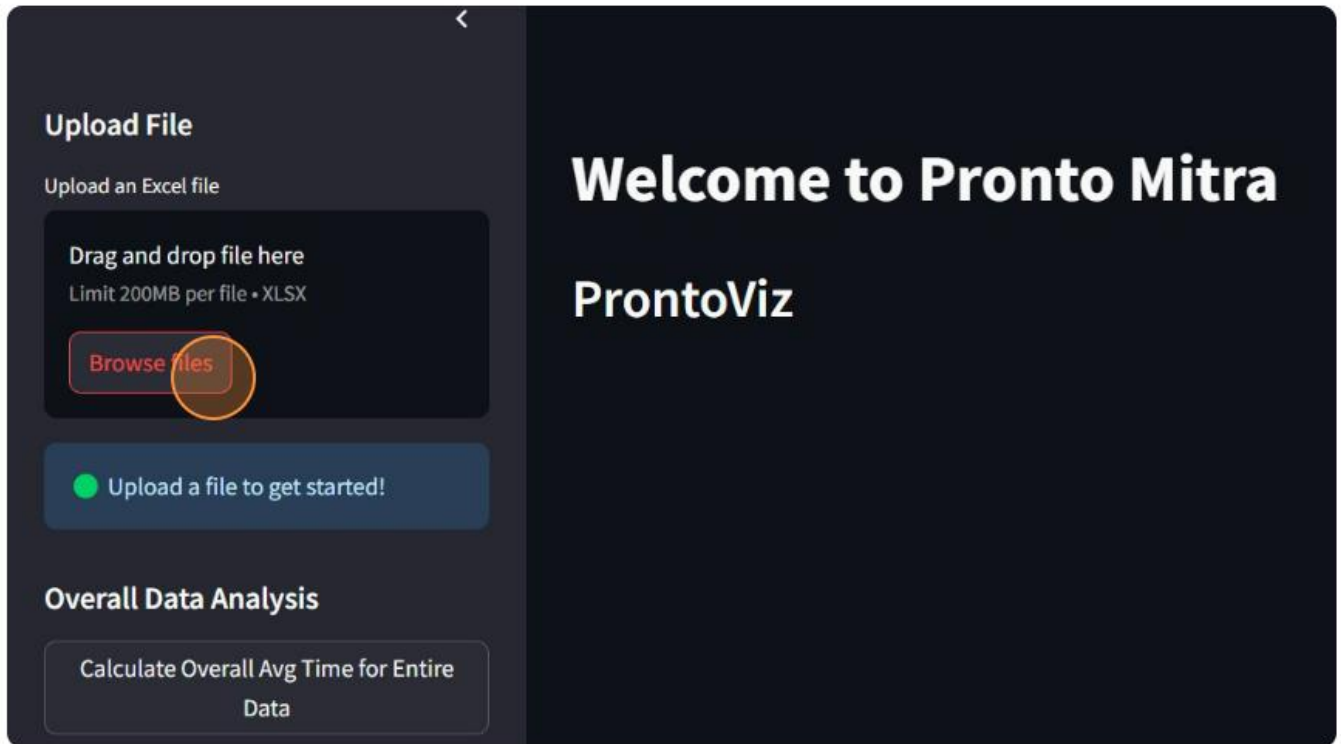 Upload File
Upload an Excel file
Drag and drop file here
Limit 200MB per file • XLSX
Browse files
Upload a file to get started!
Overall Data Analysis
Calculate Overall Avg Time for Entire
Data
Welcome to Pronto Mitra
ProntoViz